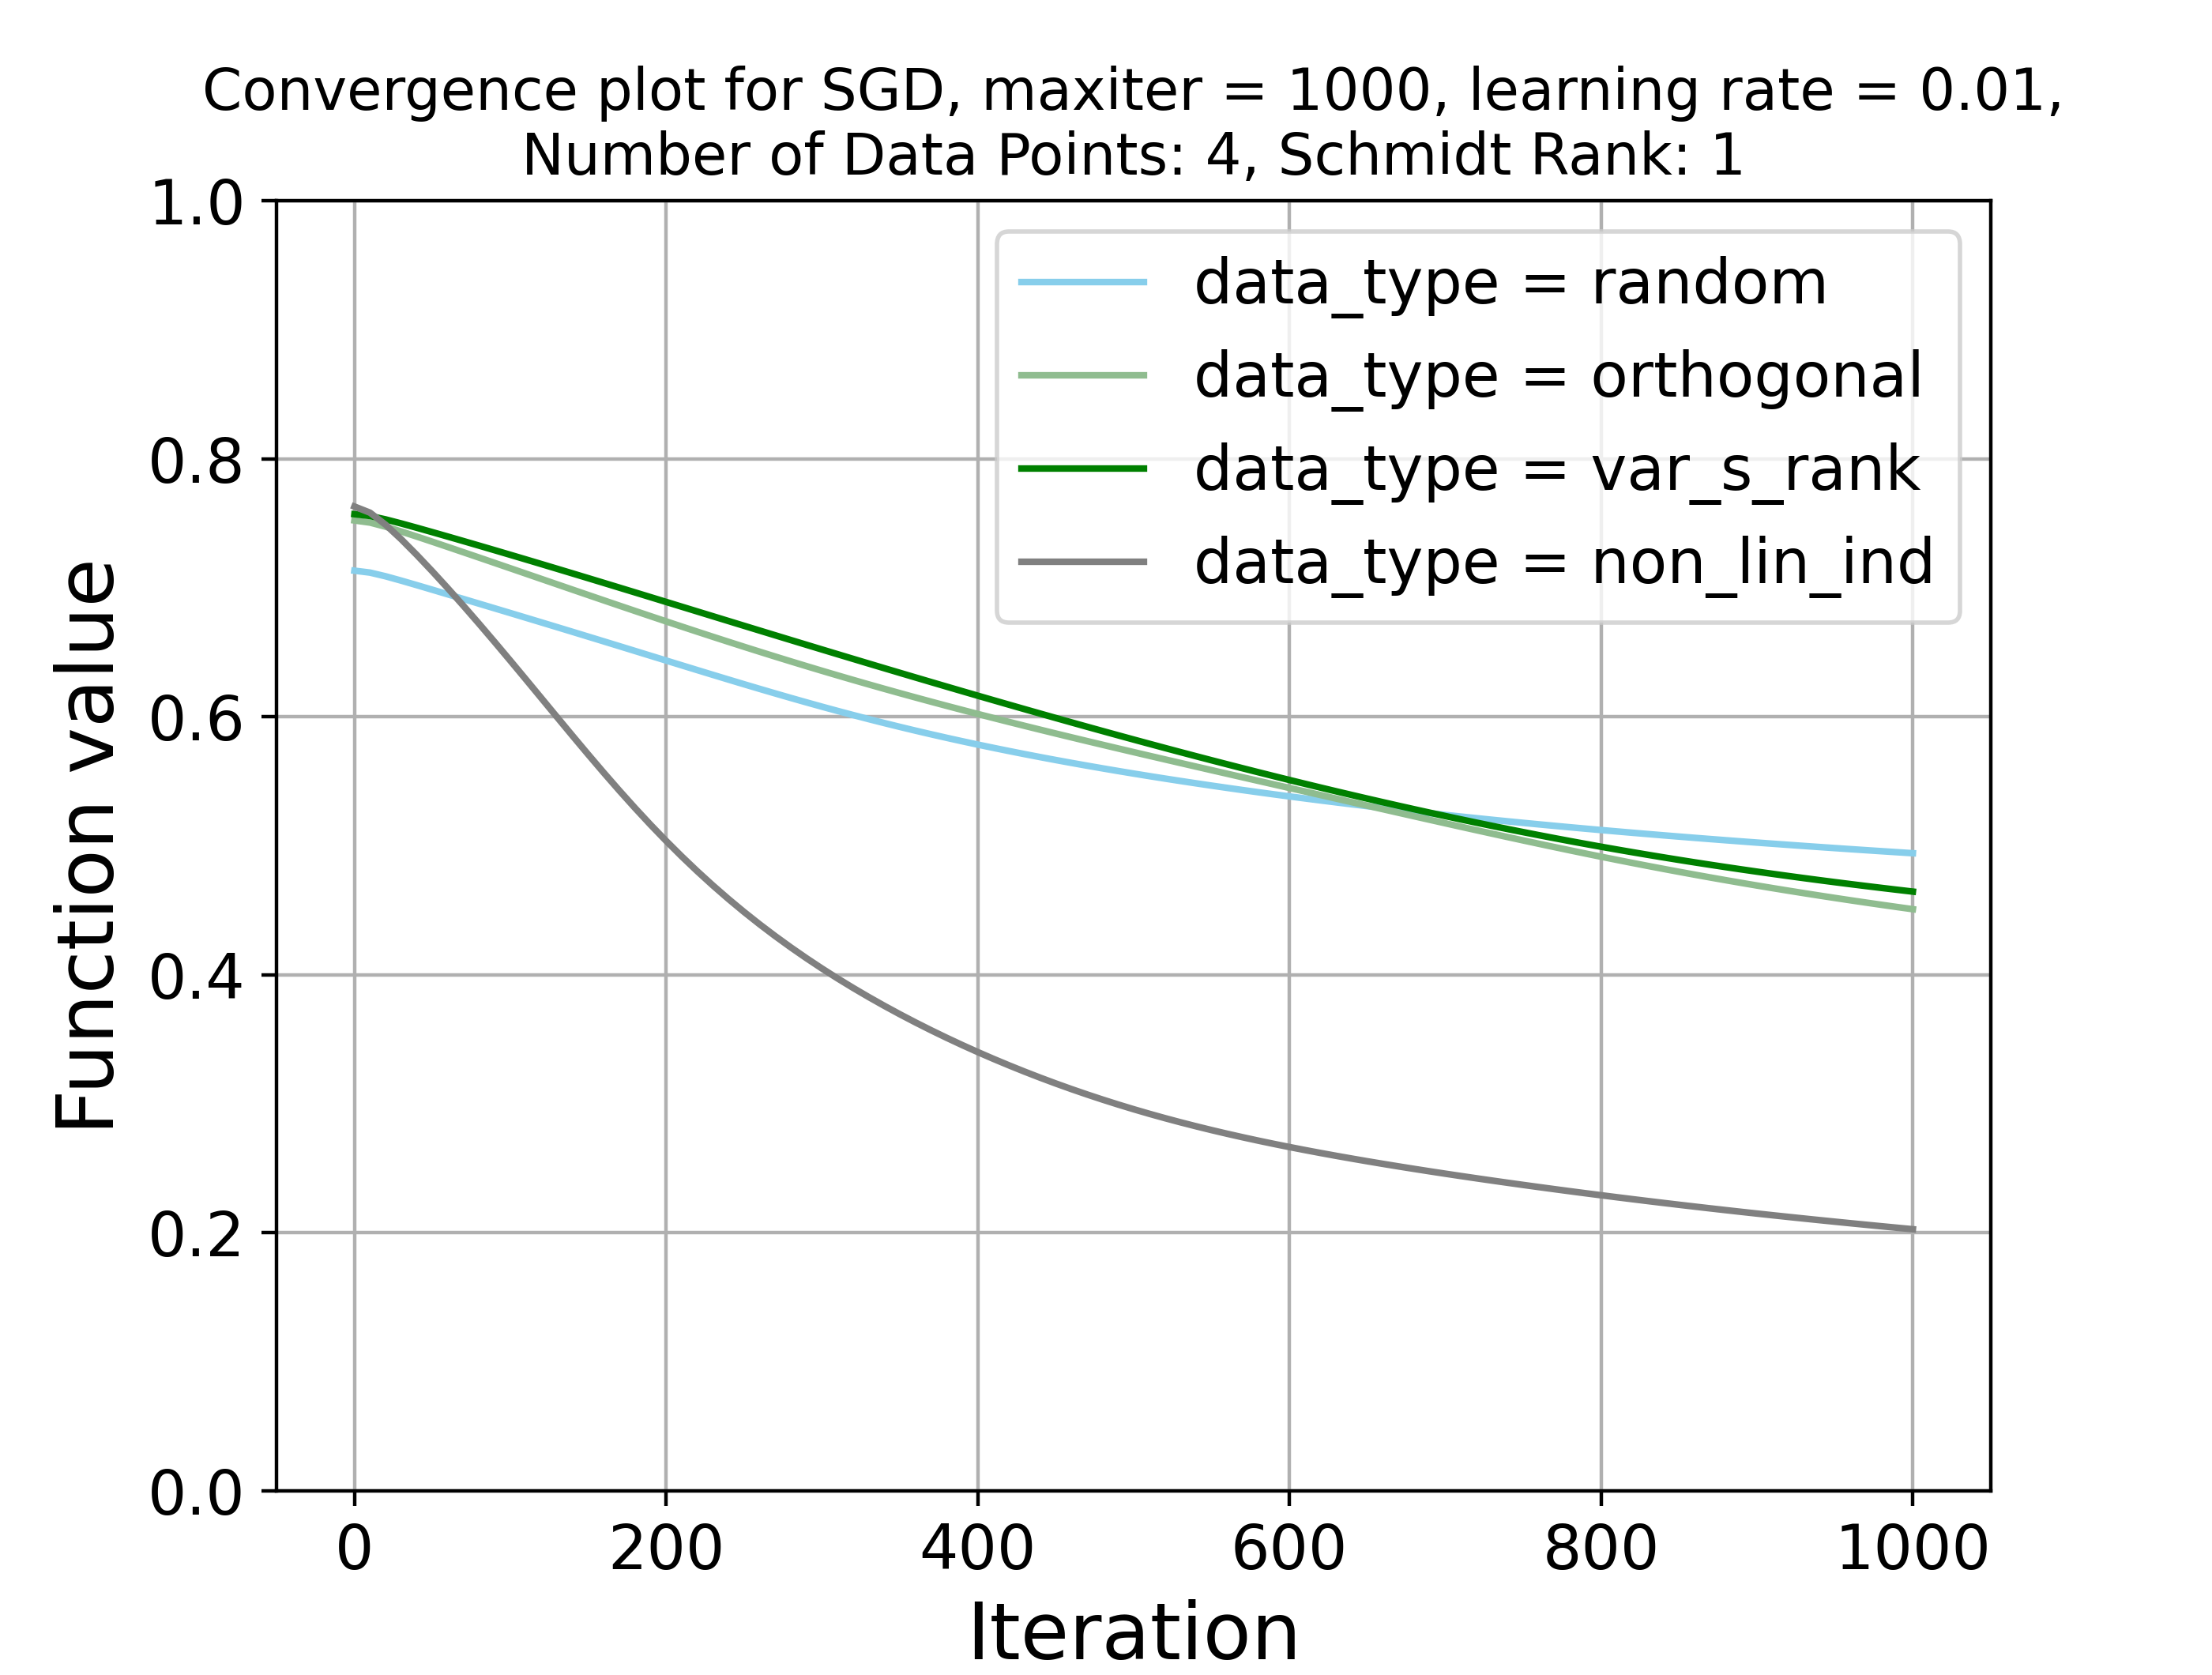 Convergence plot for SGD, maxiter = 1000, learning rate = 0.01,
Number of Data Points: 4, Schmidt Rank: 1
1.0
0.8
0.6
0.4
0.2
0.0
Function value
data_type = random
data_type = orthogonal
data_type = var_s_rank
data_type = non_lin_ind
0 200 400 600 800 1000
Iteration